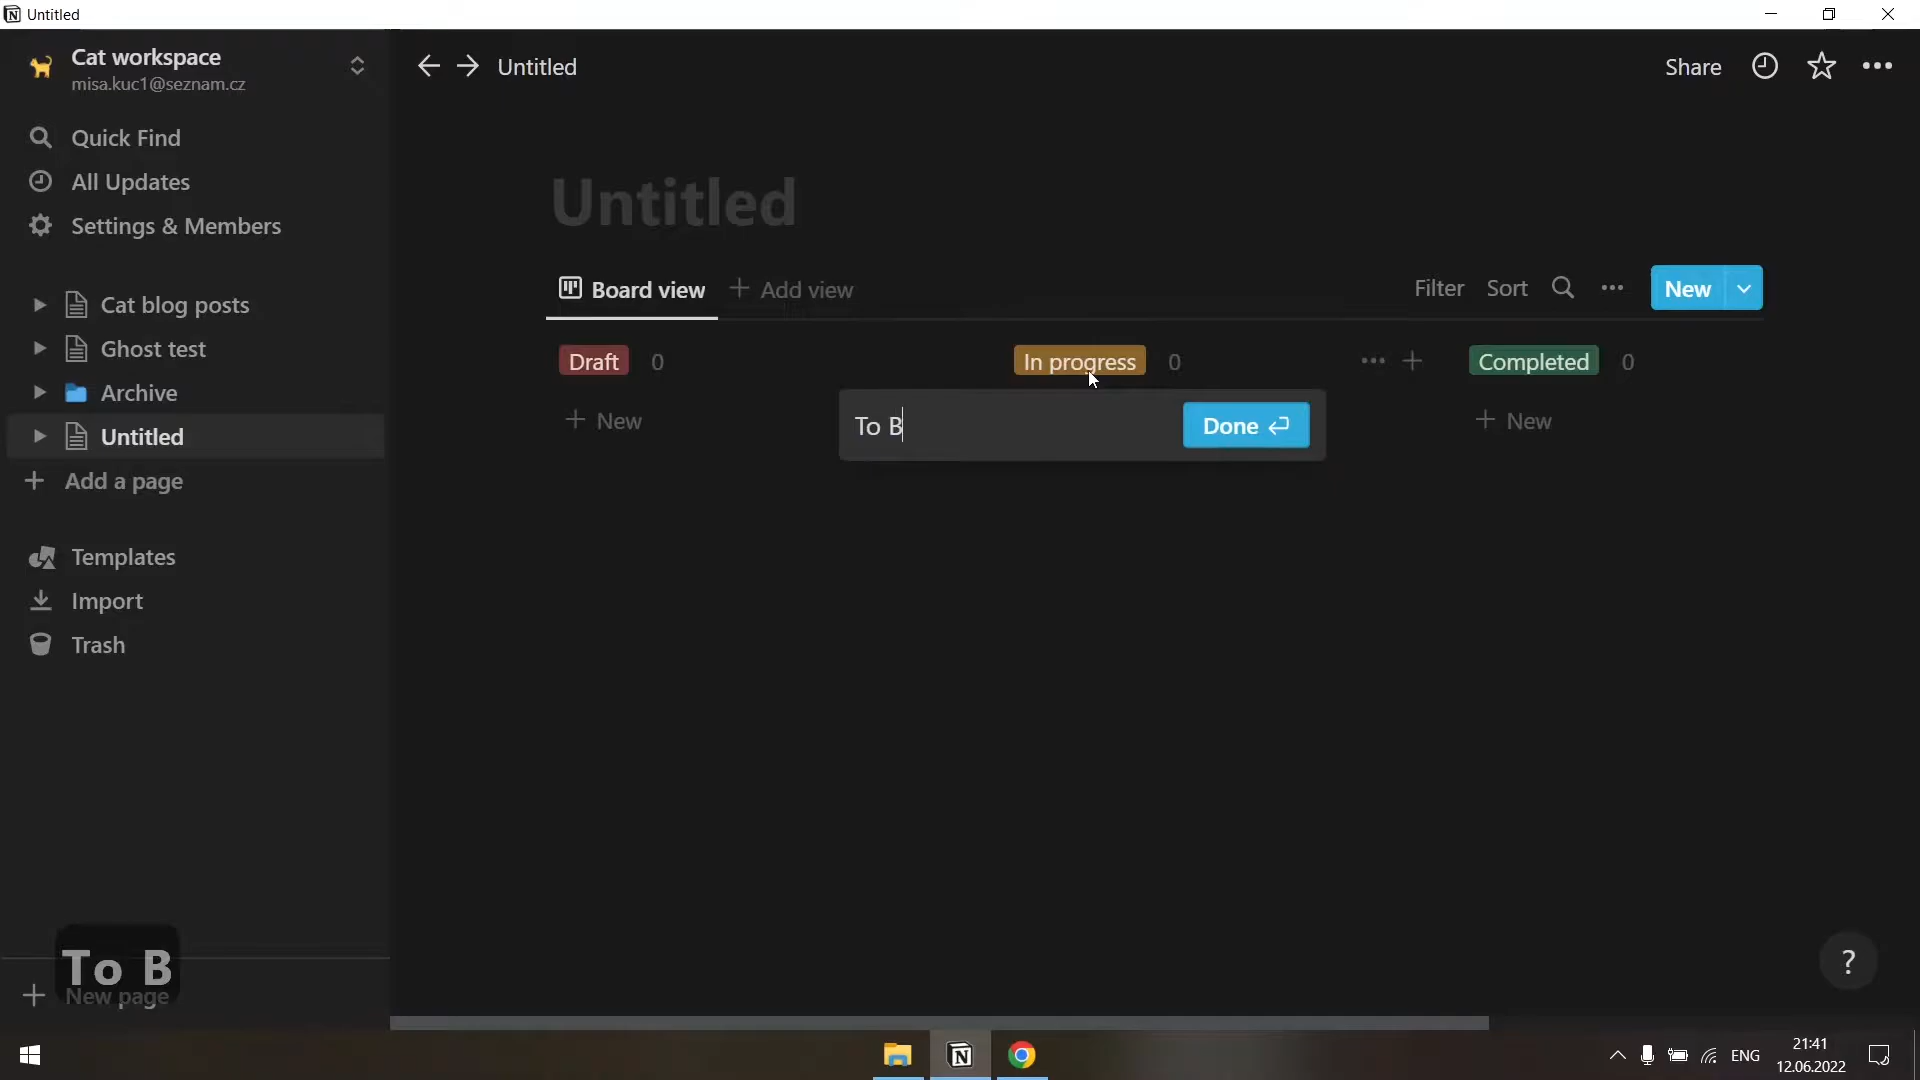 Untitled
Cat workspace
misa.kuc1@seznam.cz
Untitled
Share
Quick Find
All Updates
Settings & Members
Untitled
Board view
Add view
Filter
Sort
New
Cat blog posts
Ghost test
Archive
Untitled
Add a page
Draft 0
In progress 0
Completed 0
New
To B
Done
New
Templates
Import
Trash
To B
New page
?
ENG
21:41
12.06.2022